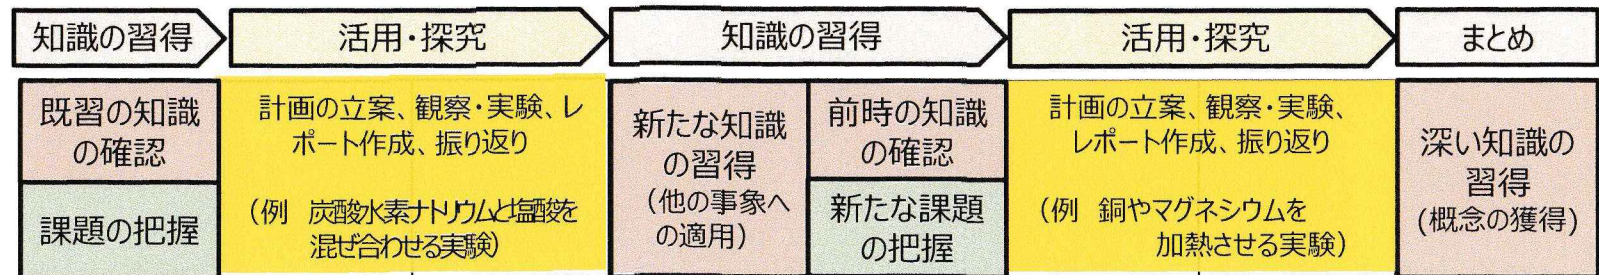 知識の習得
活用・探究
知識の習得
活用・探究
まとめ
既習の知識
の確認
課題の把握
計画の立案、観察・実験、レ
ポート作成、振り返り
(例 炭酸水素ナトリウムと塩酸を
混ぜ合わせる実験)
新たな知識
の習得
(他の事象へ
の適用)
前時の知識
の確認
新たな課題
の把握
計画の立案、観察・実験、
レポート作成、振り返り
(例 銅やマグネシウムを
加熱させる実験)
深い知識の
習得
(概念の獲得)